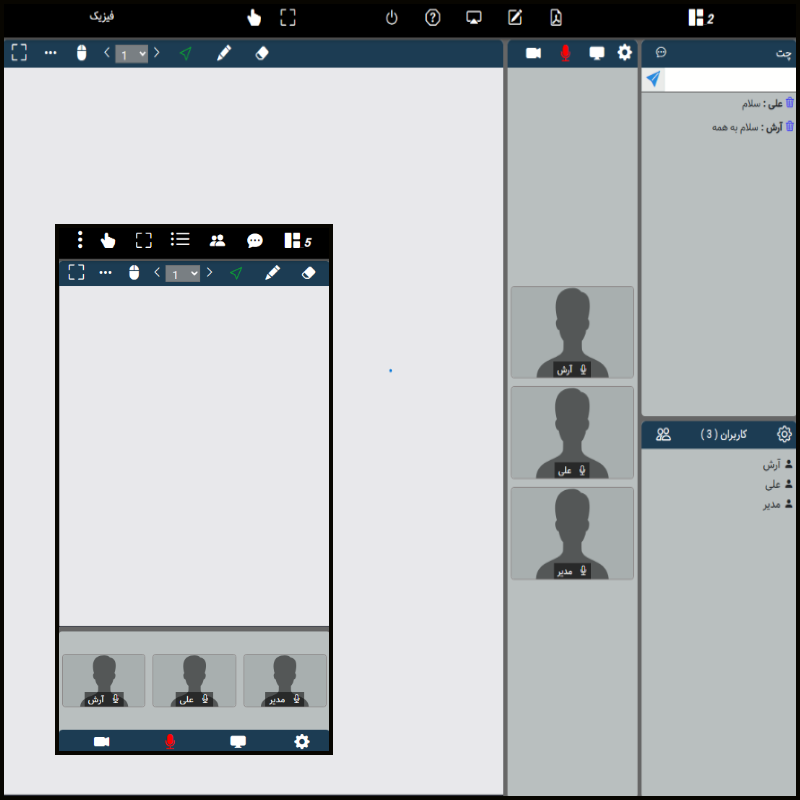 فیزیک
2
1
چت
علی : سلام
آرش : سلام به همه
آرش
علی
مدیر
کاربران ( 3 )
آرش
علی
مدیر
5
1
آرش
علی
مدیر